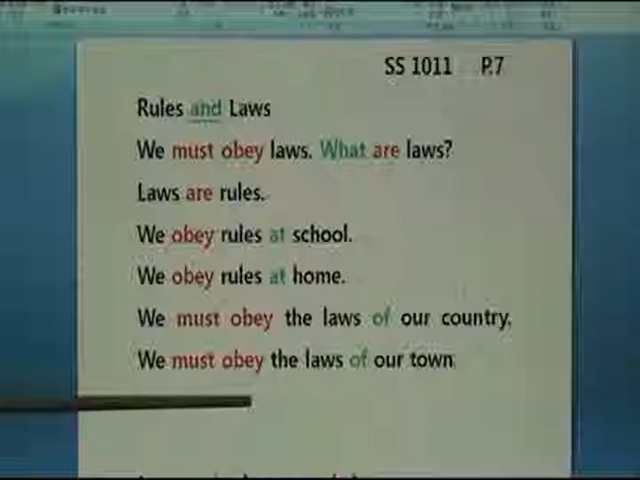 SS 1011 P.7
Rules and Laws
We must obey laws. What are laws?
Laws are rules.
We obey rules at school.
We obey rules at home.
We must obey the laws of our country.
We must obey the laws of our town